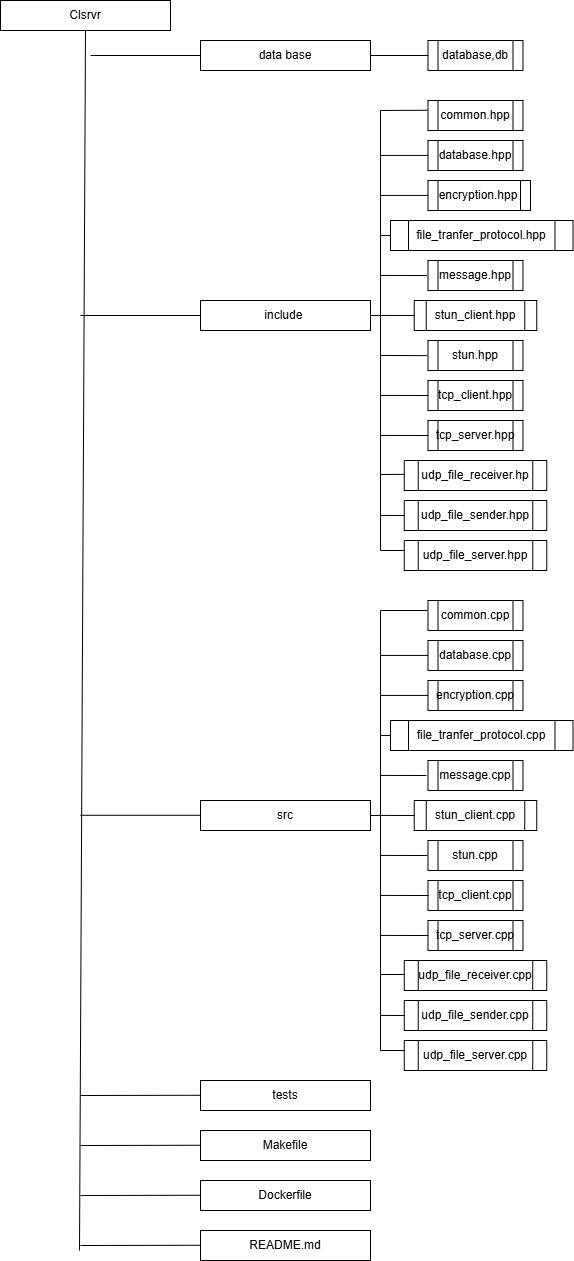 Clsrvr
data base
database,db
common.hpp
database.hpp
encryption.hpp
file_tranfer_protocol.hpp
message.hpp
include
stun_client.hpp
stun.hpp
tcp_client.hpp
tcp_server.hpp
udp_file_receiver.hp
udp_file_sender.hpp
udp_file_server.hpp
common.cpp
database.cpp
encryption.cpp
file_tranfer_protocol.cpp
message.cpp
src
stun_client.cpp
stun.cpp
tcp_client.cpp
tcp_server.cpp
udp_file_receiver.cpp
udp_file_sender.cpp
udp_file_server.cpp
tests
Makefile
Dockerfile
README.md